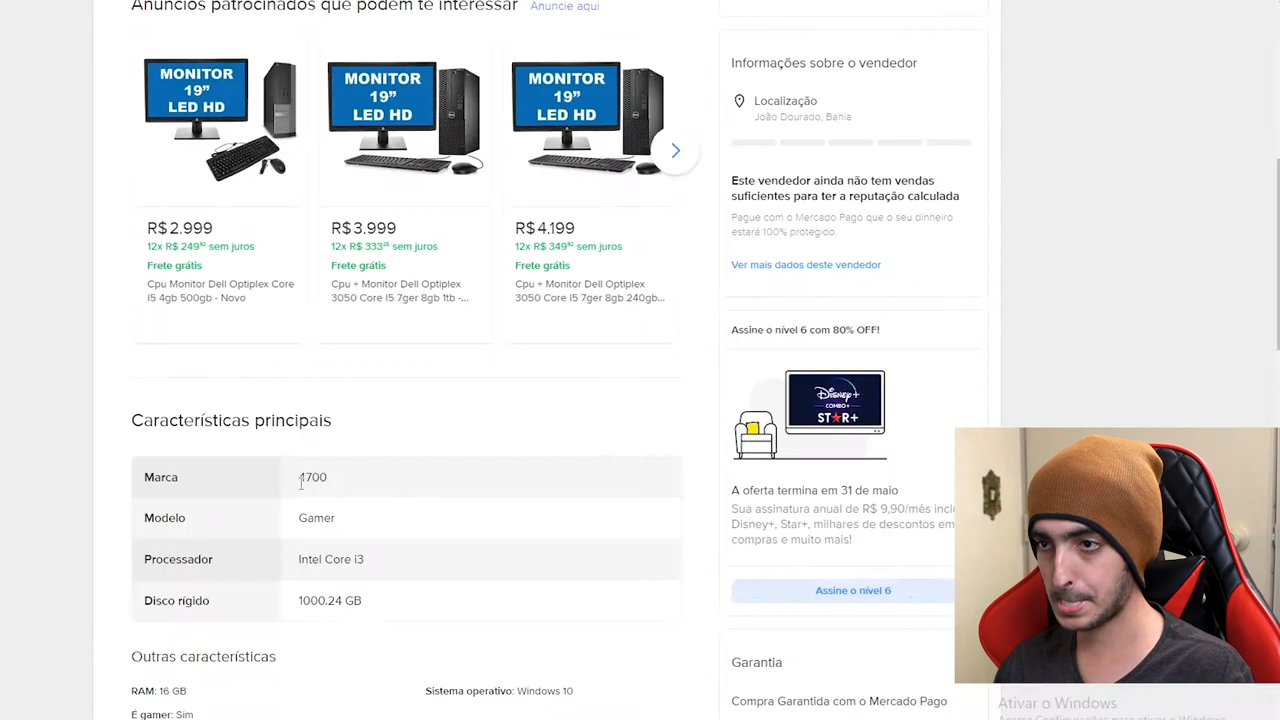 Anúncios patrocinados que podem te interessar Anuncie aqui
MONITOR
19”
LED HD
MONITOR
19”
LED HD
MONITOR
19”
LED HD
R$ 2.999
12x R$ 249⁹² sem juros
Frete grátis
Cpu Monitor Dell Optiplex Core
I5 4gb 500gb - Novo
R$ 3.999
12x R$ 333²⁵ sem juros
Frete grátis
Cpu + Monitor Dell Optiplex
3050 Core I5 7ger 8gb 1tb -...
R$ 4.199
12x R$ 349⁹² sem juros
Frete grátis
Cpu + Monitor Dell Optiplex
3050 Core I5 7ger 8gb 240gb...
Características principais
Marca 4700
Modelo Gamer
Processador Intel Core i3
Disco rígido 1000.24 GB
Outras características
RAM: 16 GB Sistema operativo: Windows 10
É gamer: Sim
Informações sobre o vendedor
Localização
João Dourado, Bahia
Este vendedor ainda não tem vendas
suficientes para ter a reputação calculada
Pague com o Mercado Pago que o seu dinheiro
estará 100% protegido.
Ver mais dados deste vendedor
Assine o nível 6 com 80% OFF!
Disney+
COMBO+
STAR+
A oferta termina em 31 de maio
Sua assinatura anual de R$ 9,90/mês incl
Disney+, Star+, milhares de descontos em
compras e muito mais!
Assine o nível 6
Garantia
Compra Garantida com o Mercado Pago
Ativar o Windows